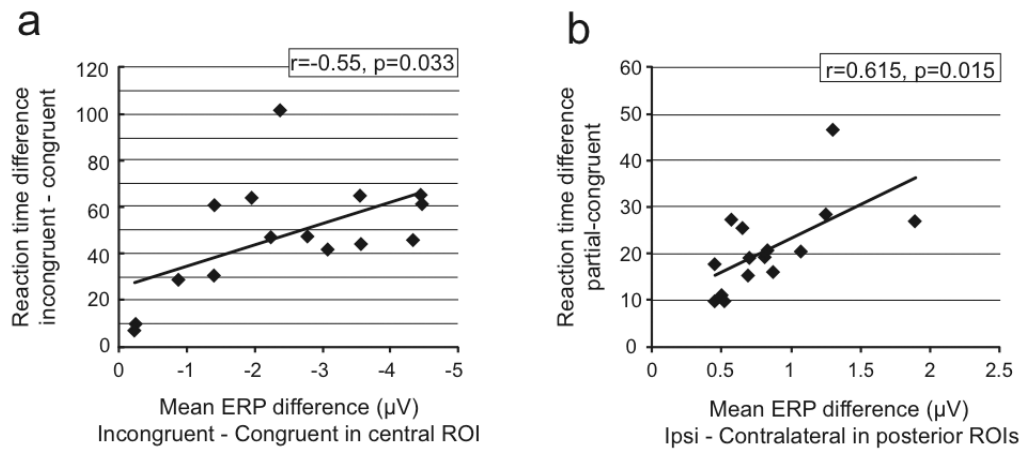 a
r=-0.55, p=0.033
120
100
80
60
40
20
0
Reaction time difference
incongruent - congruent
0 -1 -2 -3 -4 -5
Mean ERP difference (µV)
Incongruent - Congruent in central ROI
b
r=0.615, p=0.015
60
50
40
30
20
10
0
Reaction time difference
partial-congruent
0 0.5 1 1.5 2 2.5
Mean ERP difference (µV)
Ipsi - Contralateral in posterior ROIs